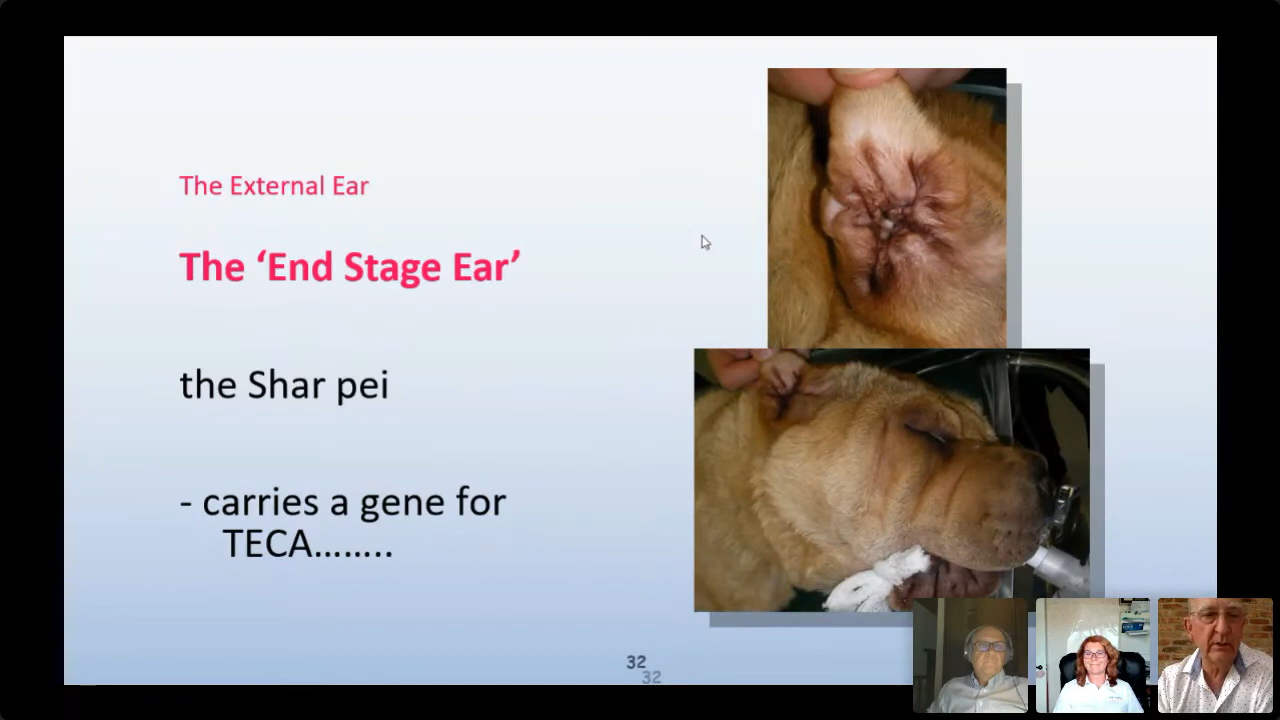 The External Ear
The ‘End Stage Ear’
the Shar pei
- carries a gene for
TECA……..
32
32